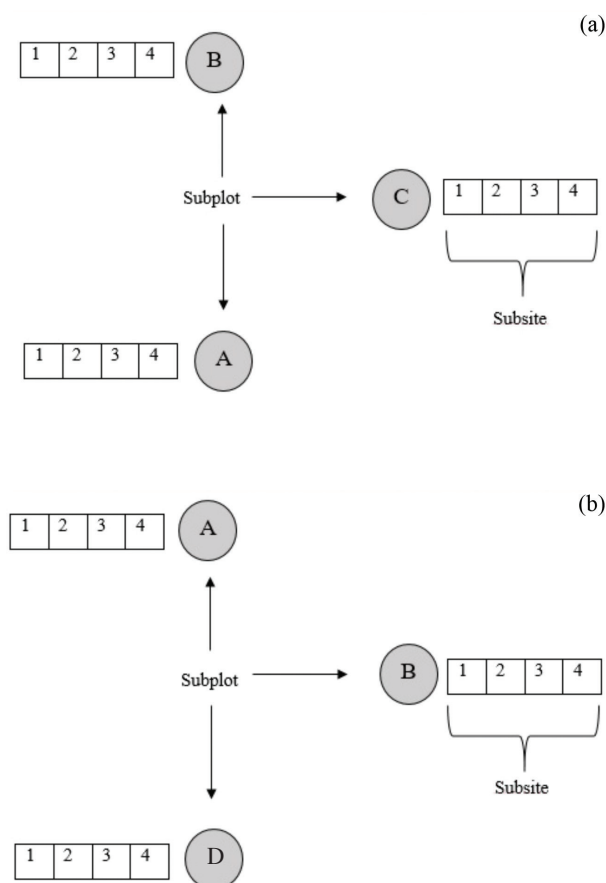 (a)
1 2 3 4 B
Subplot
C 1 2 3 4
Subsite
1 2 3 4 A
(b)
1 2 3 4 A
Subplot
B 1 2 3 4
Subsite
1 2 3 4 D